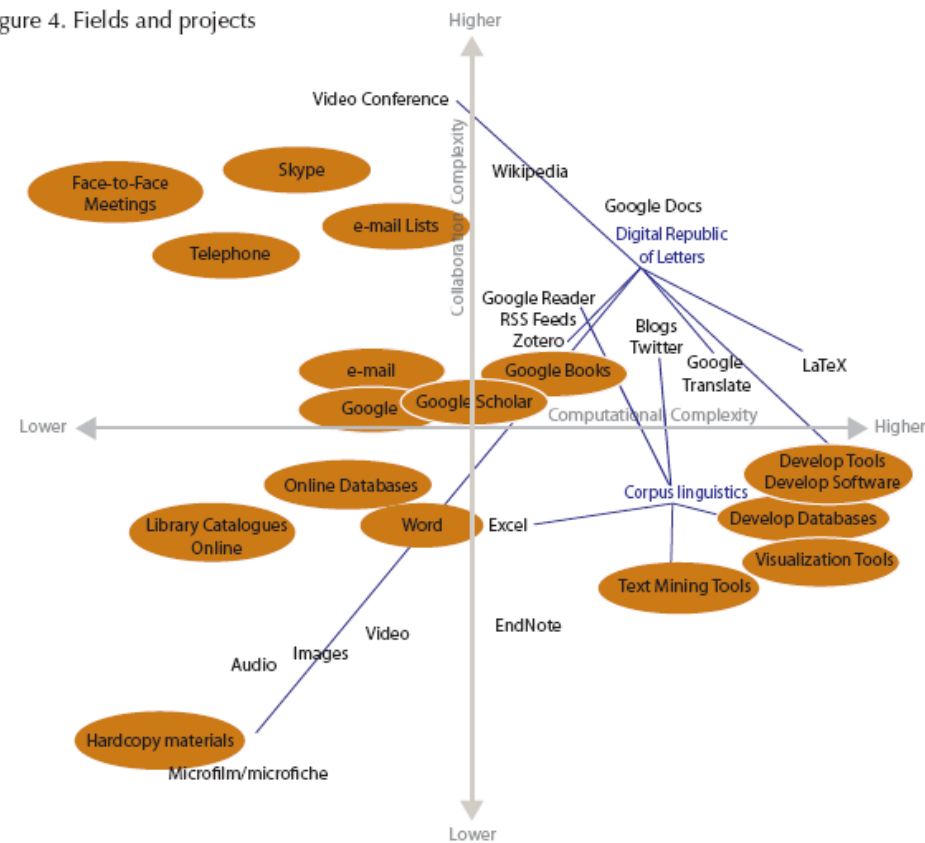 gure 4. Fields and projects
Higher
Video Conference
Collaboration Complexity
Wikipedia
Skype
Face-to-Face
Meetings
Google Docs
e-mail Lists
Digital Republic
of Letters
Telephone
Google Reader
RSS Feeds
Zotero
Blogs
Twitter
Google
Translate
LaTeX
e-mail
Google Books
Google
Google Scholar
Computational Complexity
Lower
Higher
Develop Tools
Develop Software
Online Databases
Corpus linguistics
Library Catalogues
Online
Word
Excel
Develop Databases
Visualization Tools
Text Mining Tools
EndNote
Video
Images
Audio
Hardcopy materials
Microfilm/microfiche
Lower